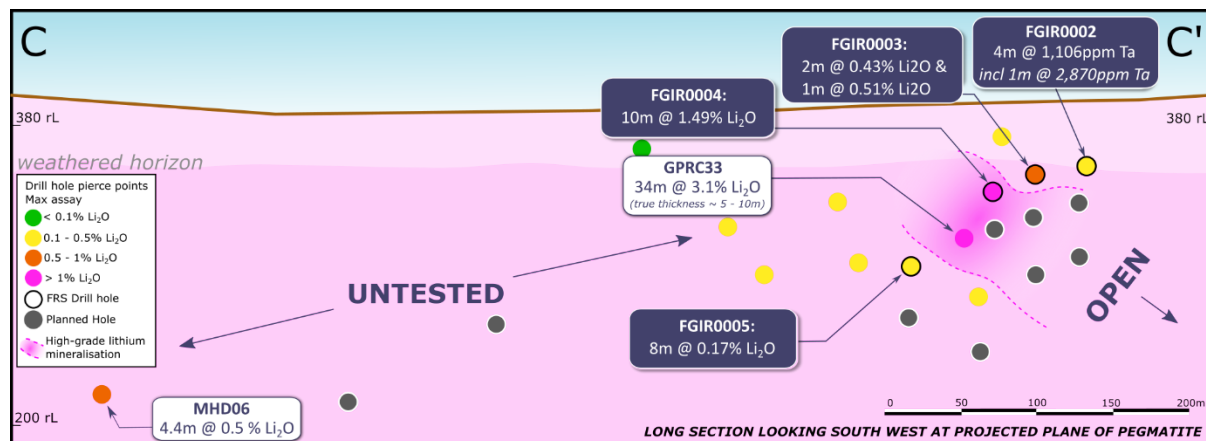 C
C'
FGIR0003:
2m @ 0.43% Li2O &
1m @ 0.51% Li2O
FGIR0002
4m @ 1,106ppm Ta
incl 1m @ 2,870ppm Ta
FGIR0004:
10m @ 1.49% Li₂O
380 rL
380 rL
weathered horizon
GPRC33
34m @ 3.1% Li₂O
(true thickness ~ 5 - 10m)
Drill hole pierce points
Max assay
< 0.1% Li₂O
0.1 - 0.5% Li₂O
0.5 - 1% Li₂O
> 1% Li₂O
FRS Drill hole
Planned Hole
High-grade lithium
mineralisation
UNTESTED
OPEN
FGIR0005:
8m @ 0.17% Li₂O
MHD06
4.4m @ 0.5 % Li₂O
200 rL
0 50 100 150 200m
LONG SECTION LOOKING SOUTH WEST AT PROJECTED PLANE OF PEGMATITE